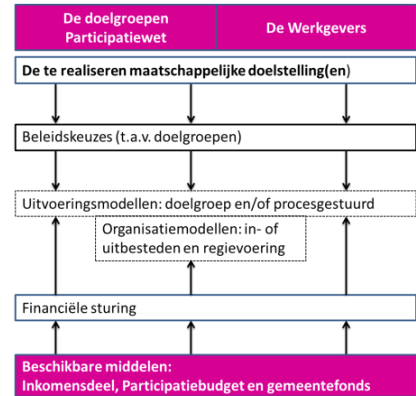 De doelgroepen
Participatiewet
De Werkgevers
De te realiseren maatschappelijke doelstelling(en)
Beleidskeuzes (t.a.v. doelgroepen)
Uitvoeringsmodellen: doelgroep en/of procesgestuurd
Organisatiemodellen: in- of
uitbesteden en regievoering
Financiële sturing
Beschikbare middelen:
Inkomensdeel, Participatiebudget en gemeentefonds